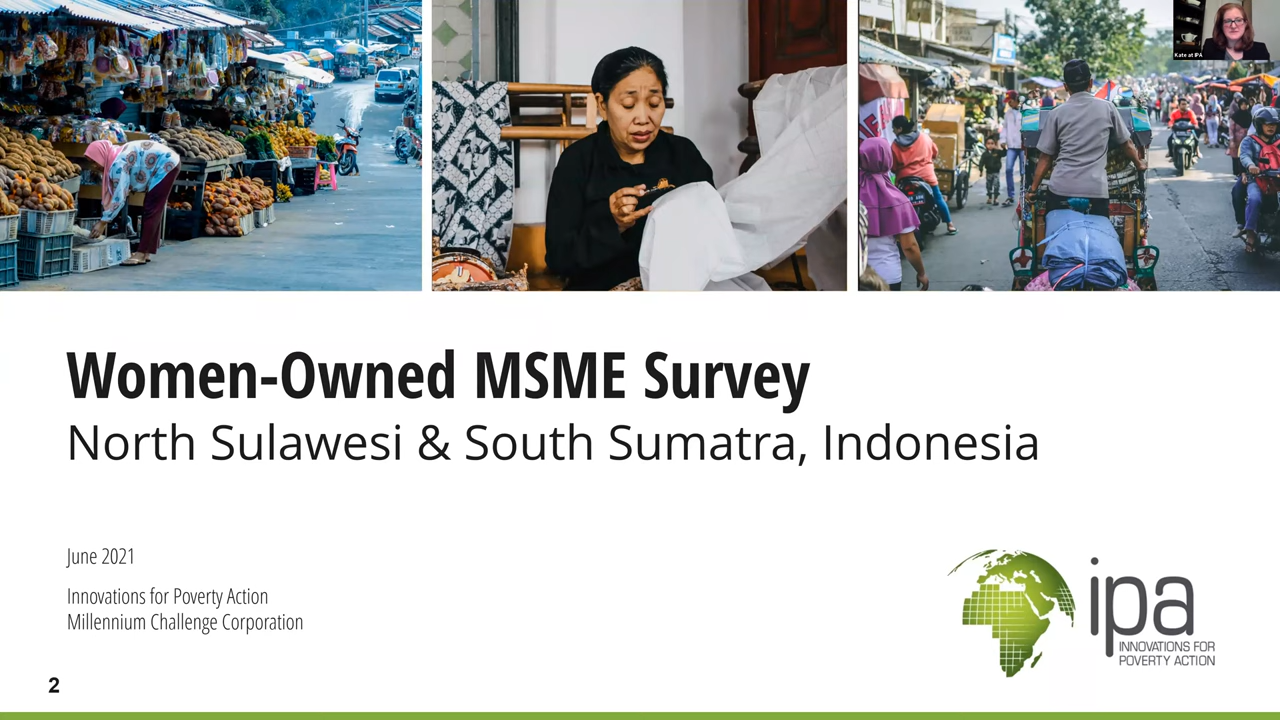 Kate at IPA
Women-Owned MSME Survey
North Sulawesi & South Sumatra, Indonesia
June 2021
Innovations for Poverty Action
Millennium Challenge Corporation
ipa
INNOVATIONS FOR
POVERTY ACTION
2